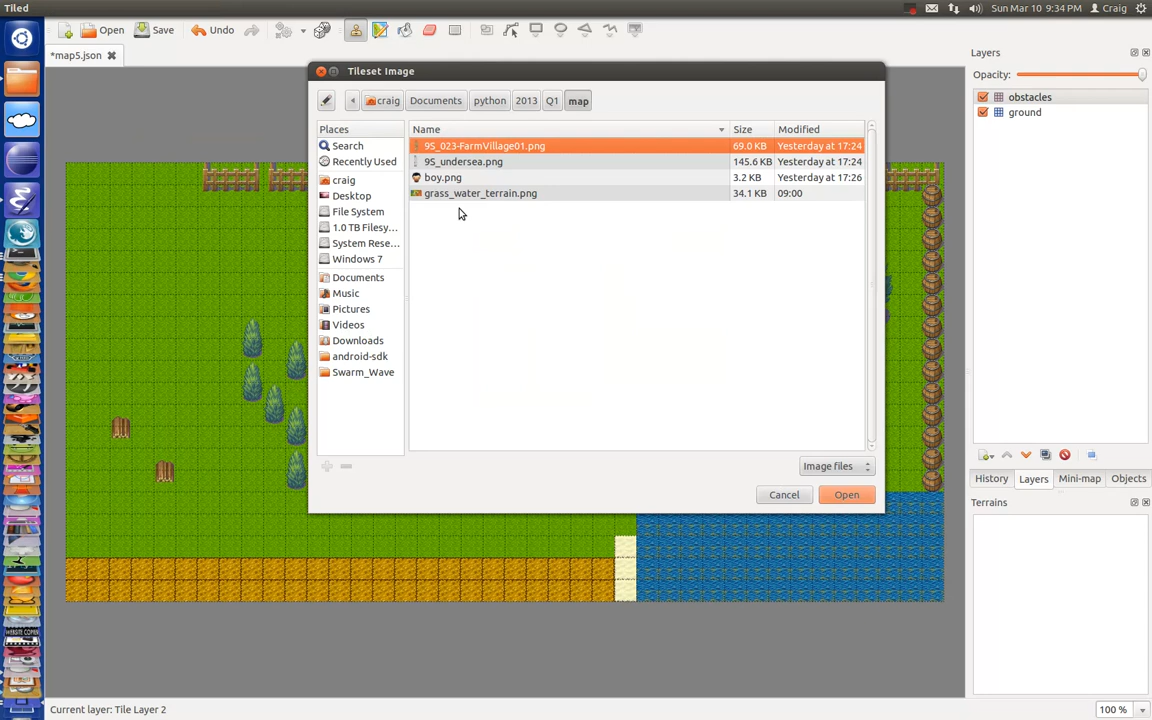 Tiled
Sun Mar 10 9:34 PM
Craig
Open
Save
Undo
*map5.json
Layers
Opacity:
obstacles
ground
History
Layers
Mini-map
Objects
Terrains
Tileset Image
craig
Documents
python
2013
Q1
map
Places
Search
Recently Used
craig
Desktop
File System
1.0 TB Filesy...
System Rese...
Windows 7
Documents
Music
Pictures
Videos
Downloads
android-sdk
Swarm_Wave
Name Size Modified
9S_023-FarmVillage01.png 69.0 KB Yesterday at 17:24
9S_undersea.png 145.6 KB Yesterday at 17:24
boy.png 3.2 KB Yesterday at 17:26
grass_water_terrain.png 34.1 KB 09:00
Image files
Cancel
Open
Current layer: Tile Layer 2
100 %